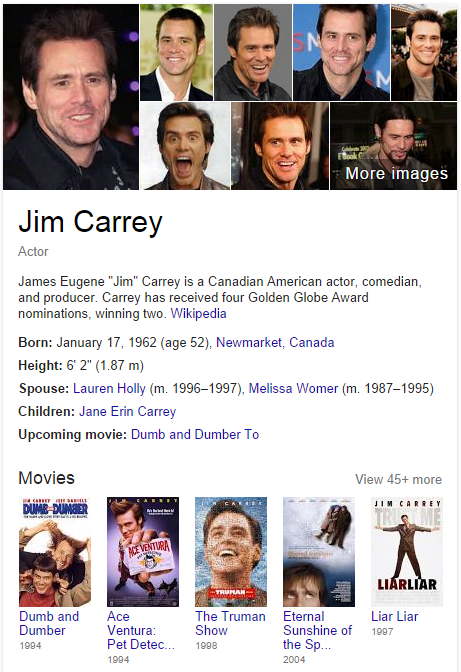 Celebrate 2002
E Book
More images
Jim Carrey
Actor
James Eugene "Jim" Carrey is a Canadian American actor, comedian,
and producer. Carrey has received four Golden Globe Award
nominations, winning two. Wikipedia
Born: January 17, 1962 (age 52), Newmarket, Canada
Height: 6' 2" (1.87 m)
Spouse: Lauren Holly (m. 1996–1997), Melissa Womer (m. 1987–1995)
Children: Jane Erin Carrey
Upcoming movie: Dumb and Dumber To
Movies
View 45+ more
JIM CARREY JEFF DANIELS
DUMB and DUMBER
JIM CARREY
ACE VENTURA
TRUMAN
JIM CARREY
TRUST ME
LIAR LIAR
Dumb and
Dumber
1994
Ace
Ventura:
Pet Detec...
1994
The Truman
Show
1998
Eternal
Sunshine of
the Sp...
2004
Liar Liar
1997